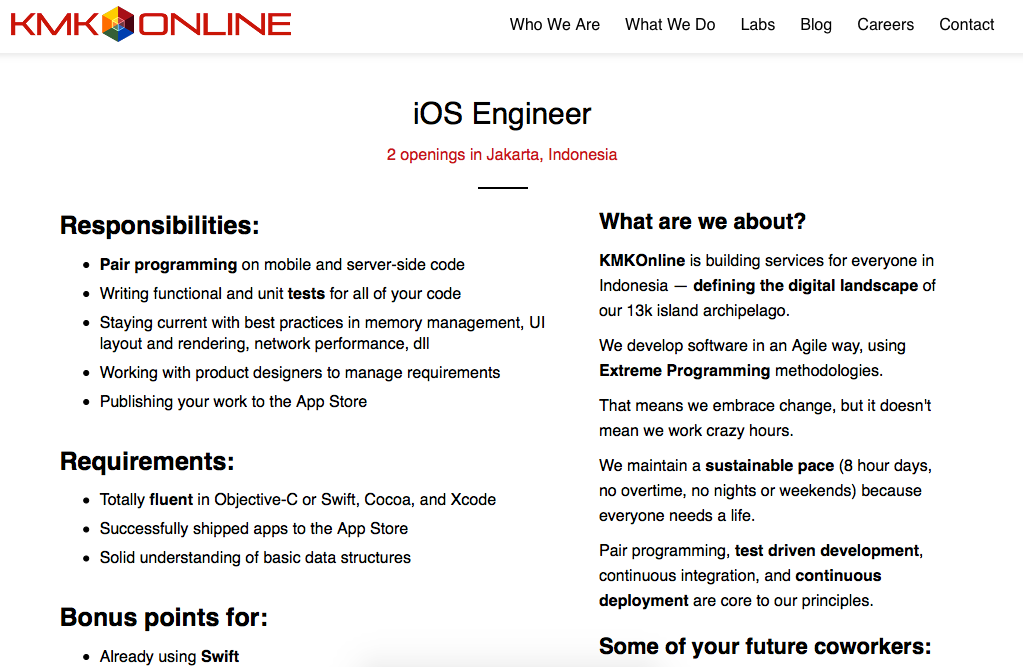 KMK ONLINE
Who We Are What We Do Labs Blog Careers Contact
iOS Engineer
2 openings in Jakarta, Indonesia
Responsibilities:
• Pair programming on mobile and server-side code
• Writing functional and unit tests for all of your code
• Staying current with best practices in memory management, UI
layout and rendering, network performance, dll
• Working with product designers to manage requirements
• Publishing your work to the App Store
Requirements:
• Totally fluent in Objective-C or Swift, Cocoa, and Xcode
• Successfully shipped apps to the App Store
• Solid understanding of basic data structures
Bonus points for:
• Already using Swift
What are we about?
KMKOnline is building services for everyone in
Indonesia — defining the digital landscape of
our 13k island archipelago.
We develop software in an Agile way, using
Extreme Programming methodologies.
That means we embrace change, but it doesn't
mean we work crazy hours.
We maintain a sustainable pace (8 hour days,
no overtime, no nights or weekends) because
everyone needs a life.
Pair programming, test driven development,
continuous integration, and continuous
deployment are core to our principles.
Some of your future coworkers: